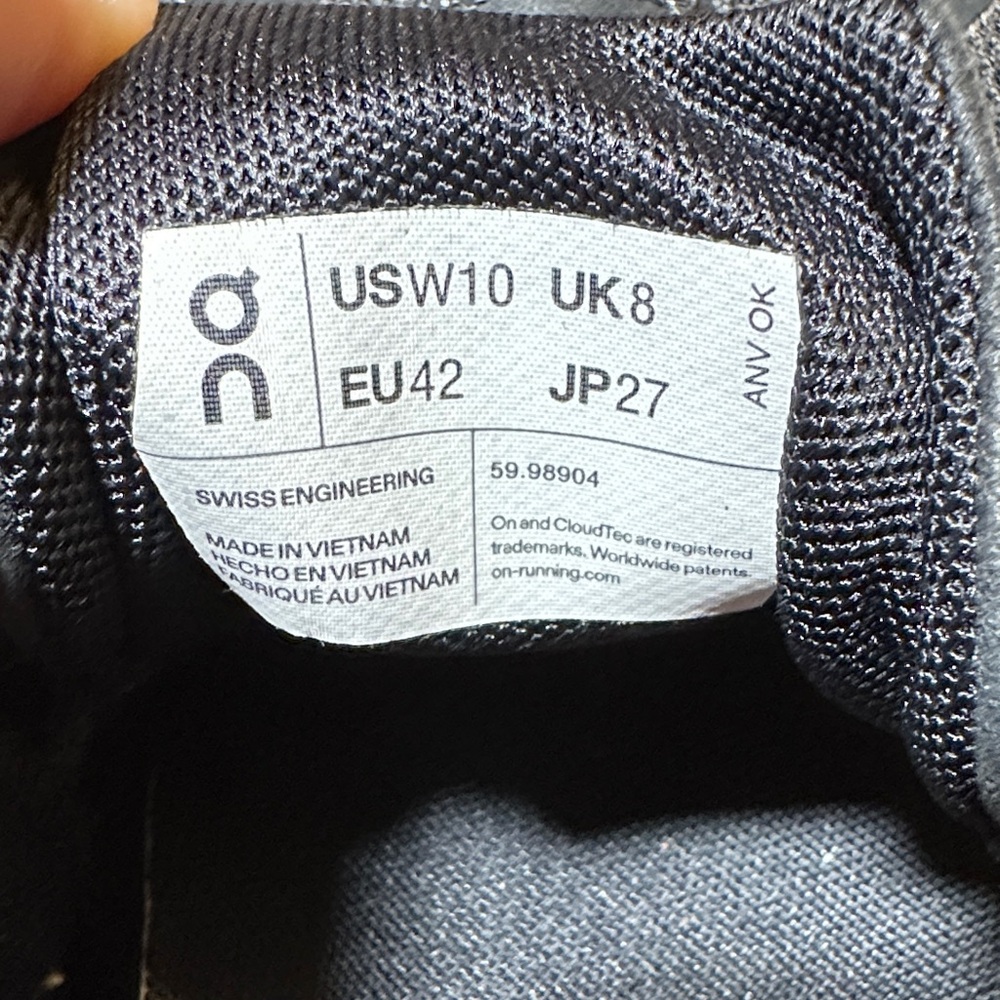 On
USW10 UK8
EU42 JP27
ANV OK
SWISS ENGINEERING
MADE IN VIETNAM
HECHO EN VIETNAM
FABRIQUÉ AU VIETNAM
59.98904
On and CloudTec are registered
trademarks. Worldwide patents.
on-running.com